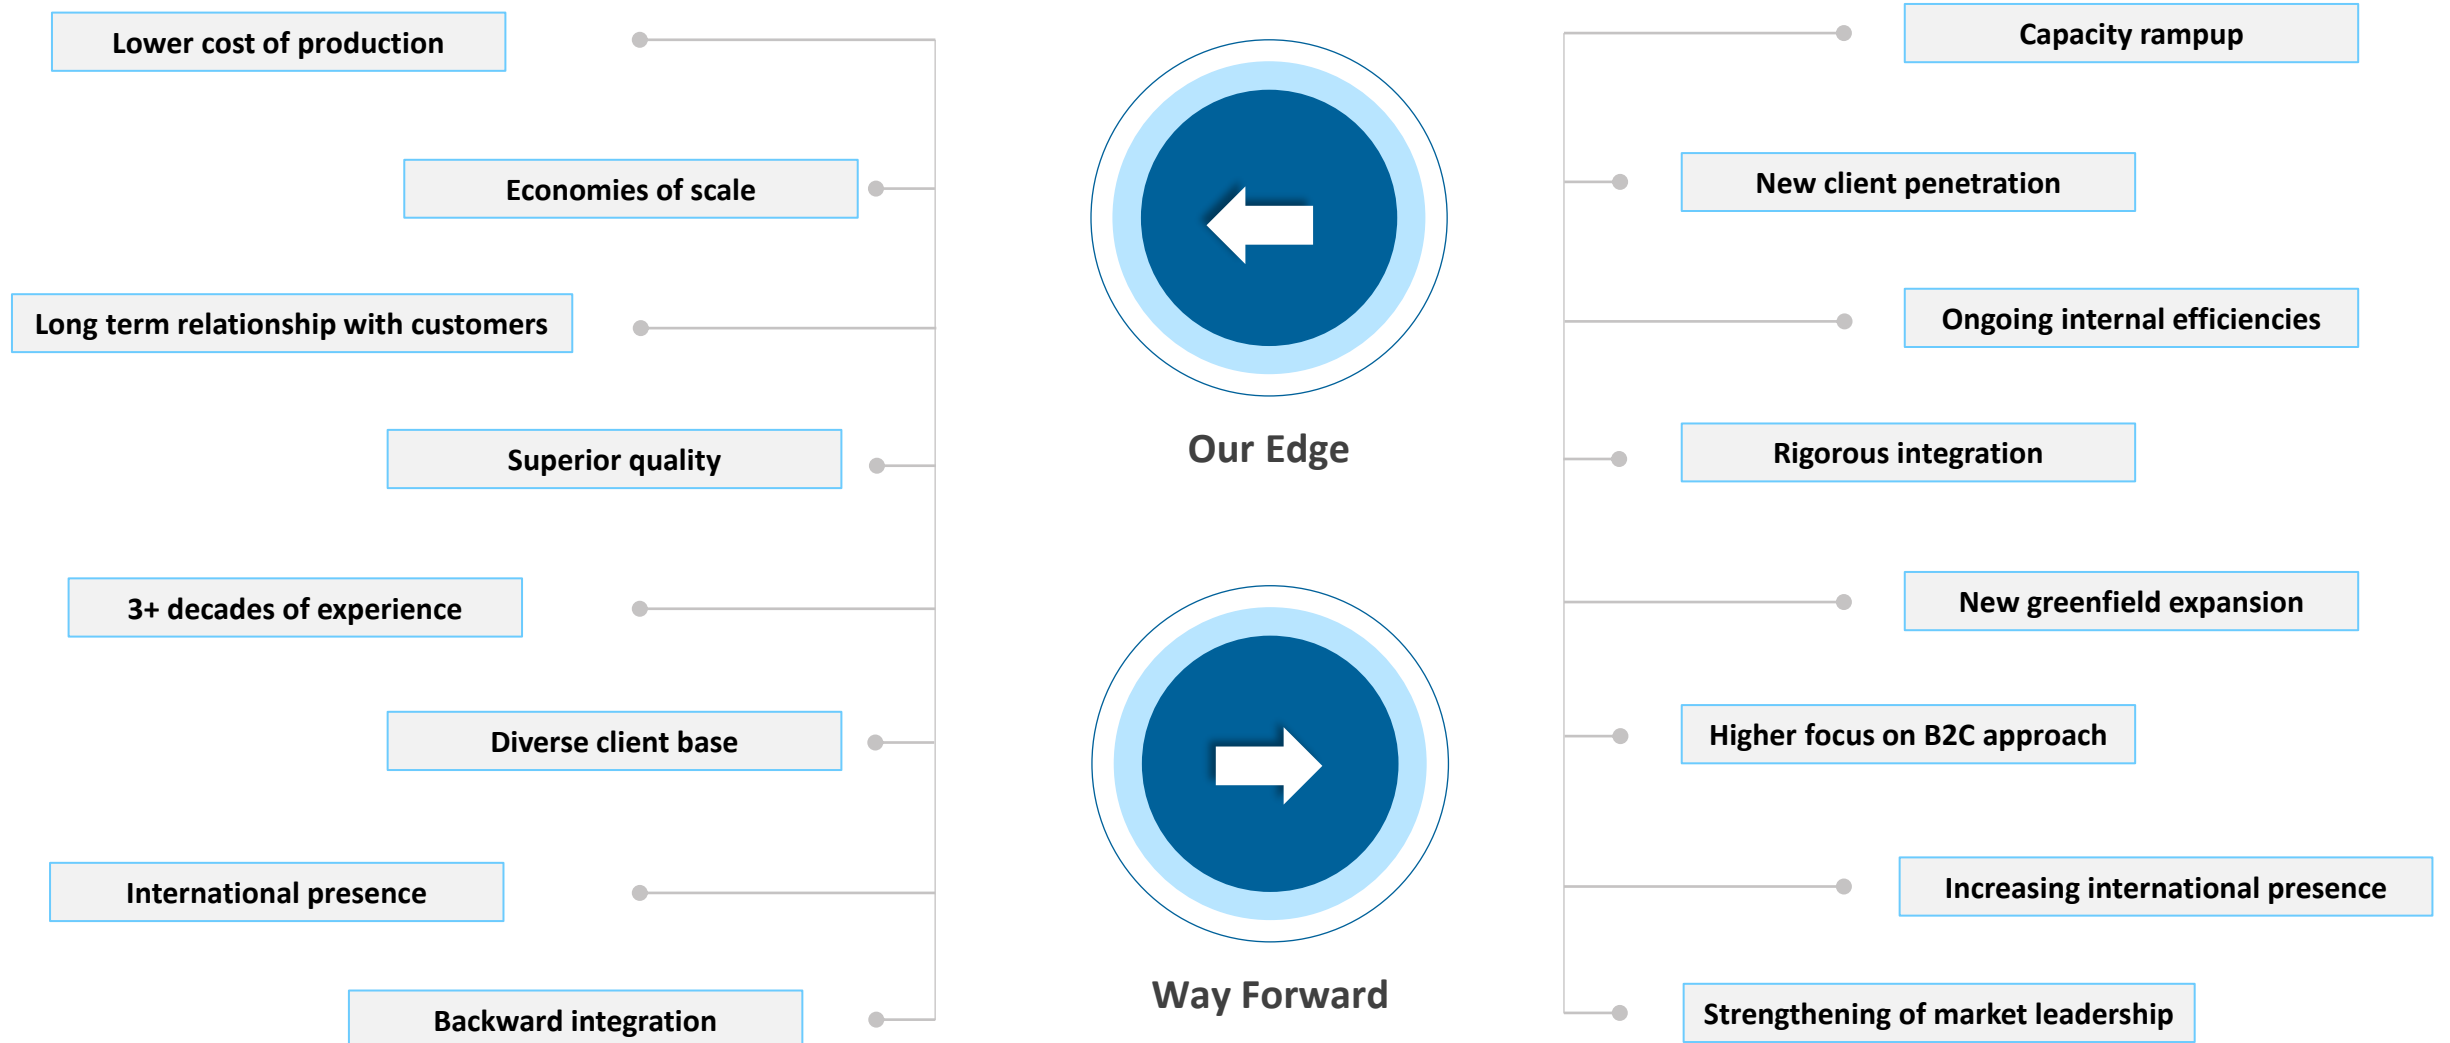 Lower cost of production
Economies of scale
Long term relationship with customers
Superior quality
3+ decades of experience
Diverse client base
International presence
Backward integration
Our Edge
Way Forward
Capacity rampup
New client penetration
Ongoing internal efficiencies
Rigorous integration
New greenfield expansion
Higher focus on B2C approach
Increasing international presence
Strengthening of market leadership